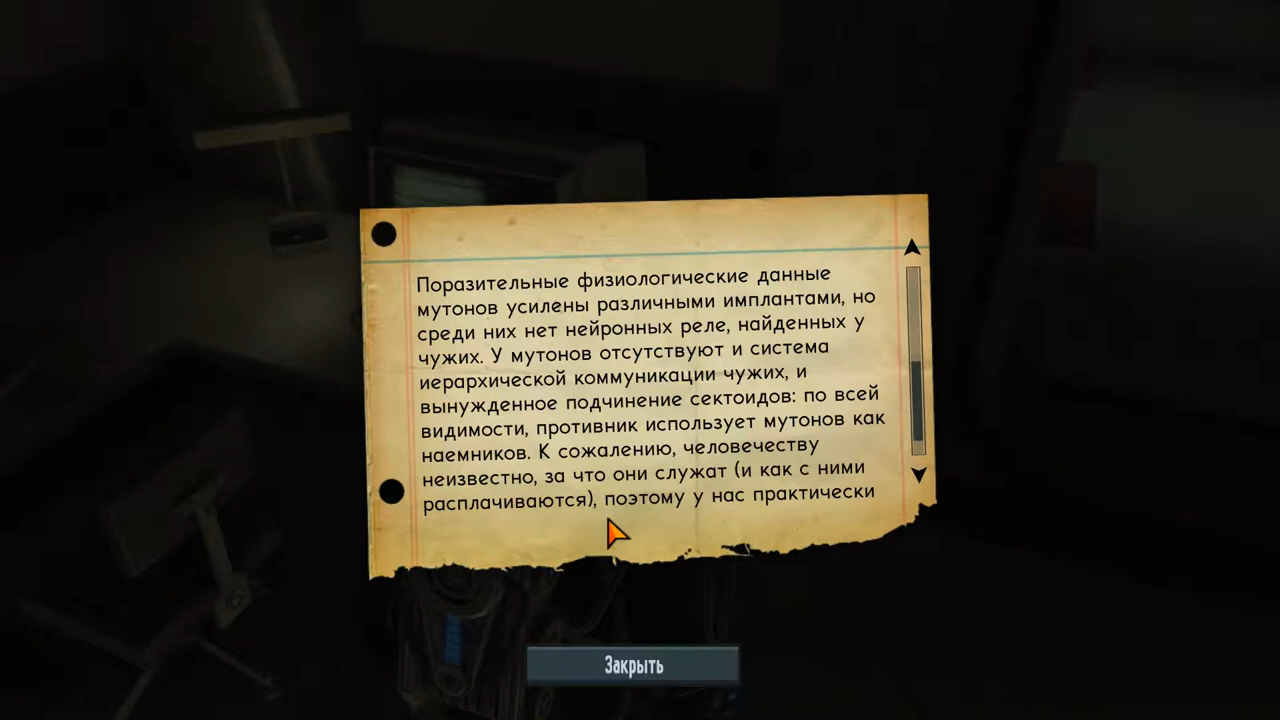 Поразительные физиологические данные
мутонов усилены различными имплантами, но
среди них нет нейронных реле, найденных у
чужих. У мутонов отсутствуют и система
иерархической коммуникации чужих, и
вынужденное подчинение сектоидов: по всей
видимости, противник использует мутонов как
наемников. К сожалению, человечеству
неизвестно, за что они служат (и как с ними
расплачиваются), поэтому у нас практически
Закрыть